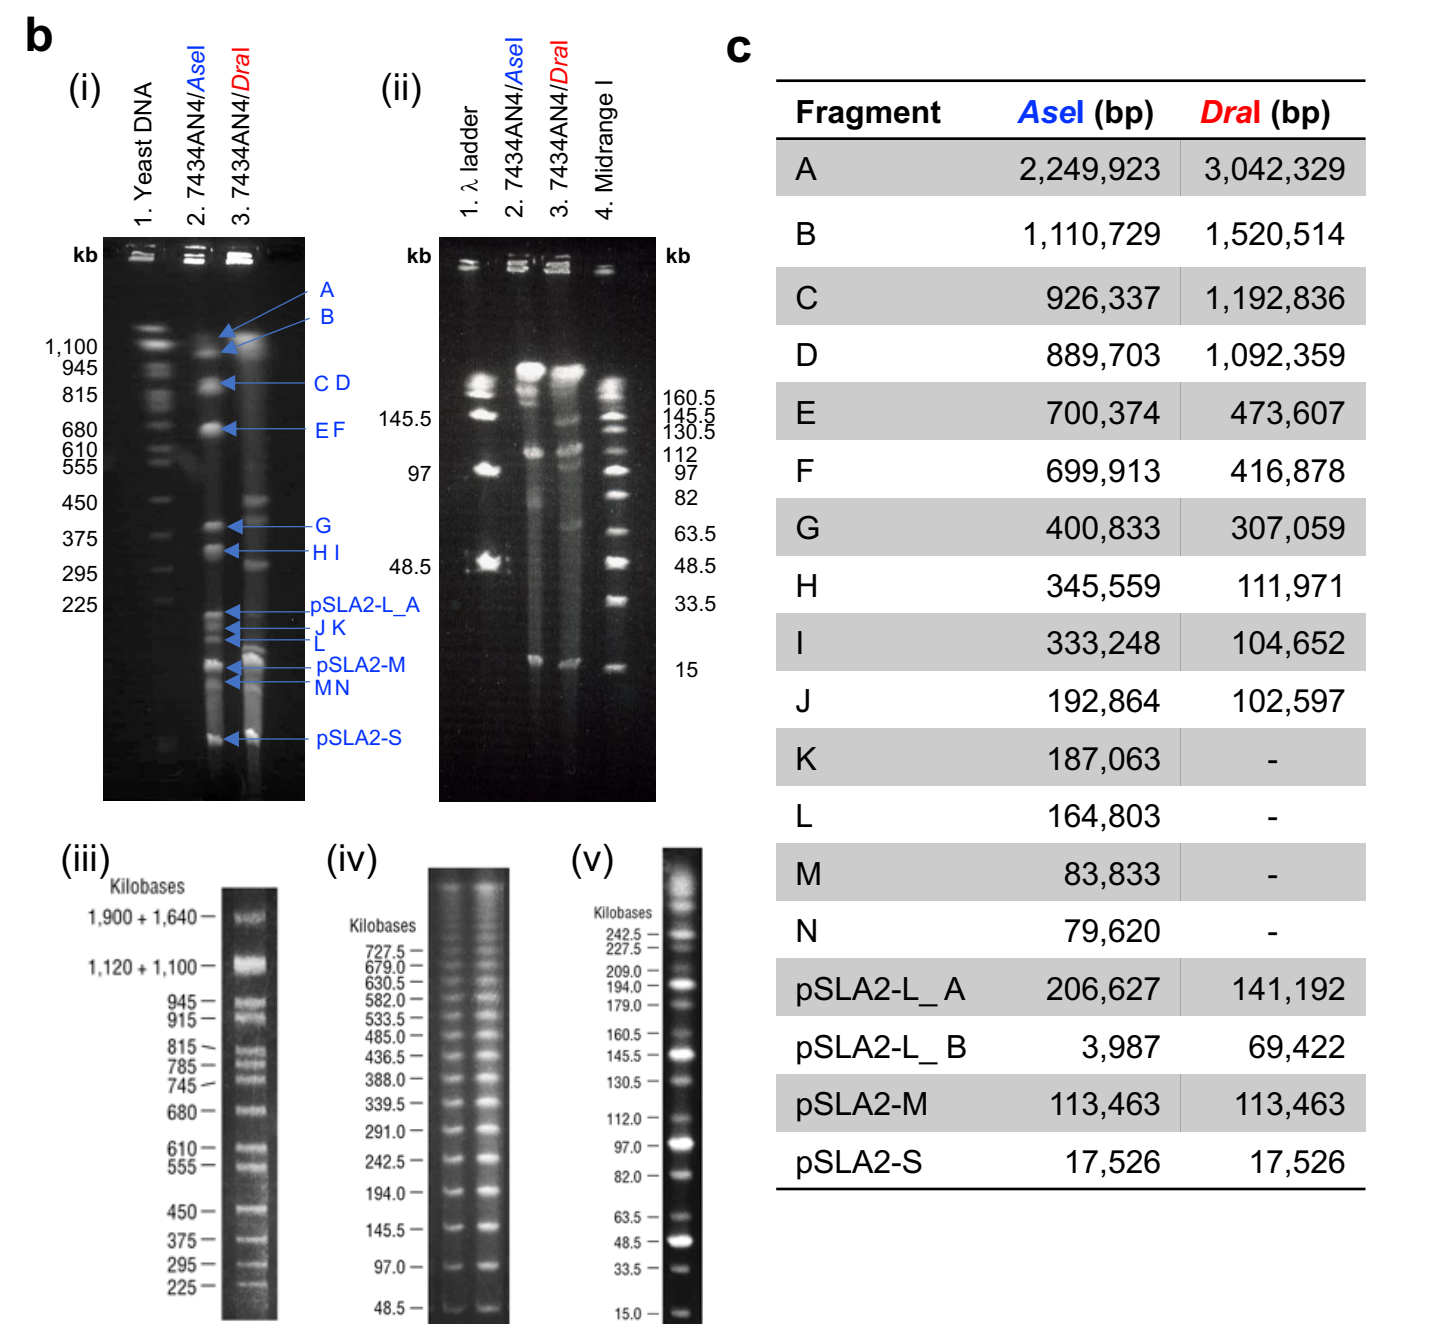 b
(i)
1. Yeast DNA
2. 7434AN4/AseI
3. 7434AN4/DraI
kb
1,100
945
815
680
610
555
450
375
295
225
A
B
C D
E F
G
H I
pSLA2-L_A
J K
L
pSLA2-M
M N
pSLA2-S
(ii)
1. λ ladder
2. 7434AN4/AseI
3. 7434AN4/DraI
4. Midrange I
kb
145.5
97
48.5
kb
160.5
145.5
130.5
112
97
82
63.5
48.5
33.5
15
(iii)
Kilobases
1,900 + 1,640
1,120 + 1,100
945
915
815
785
745
680
610
555
450
375
295
225
(iv)
Kilobases
727.5
679.0
630.5
582.0
533.5
485.0
436.5
388.0
339.5
291.0
242.5
194.0
145.5
97.0
48.5
(v)
Kilobases
242.5
227.5
209.0
194.0
179.0
160.5
145.5
130.5
112.0
97.0
82.0
63.5
48.5
33.5
15.0
c
Fragment AseI (bp) DraI (bp)
A 2,249,923 3,042,329
B 1,110,729 1,520,514
C 926,337 1,192,836
D 889,703 1,092,359
E 700,374 473,607
F 699,913 416,878
G 400,833 307,059
H 345,559 111,971
I 333,248 104,652
J 192,864 102,597
K 187,063 -
L 164,803 -
M 83,833 -
N 79,620 -
pSLA2-L_ A 206,627 141,192
pSLA2-L_ B 3,987 69,422
pSLA2-M 113,463 113,463
pSLA2-S 17,526 17,526